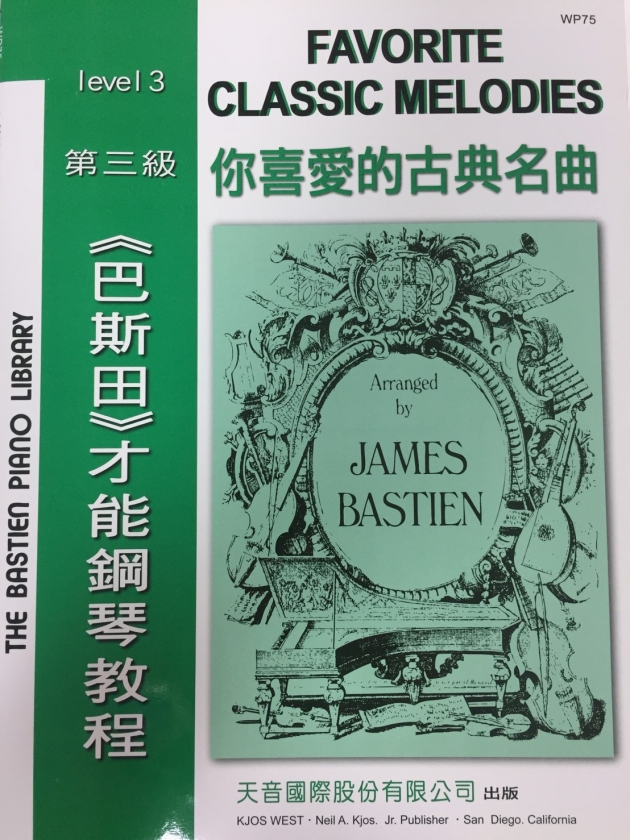 WP75
FAVORITE
CLASSIC MELODIES
level 3
第三級
你喜愛的古典名曲
《巴斯田》才能鋼琴教程
THE BASTIEN PIANO LIBRARY
Arranged
by
JAMES
BASTIEN
天音國際股份有限公司 出版
KJOS WEST · Neil A. Kjos. Jr. Publisher · San Diego. California